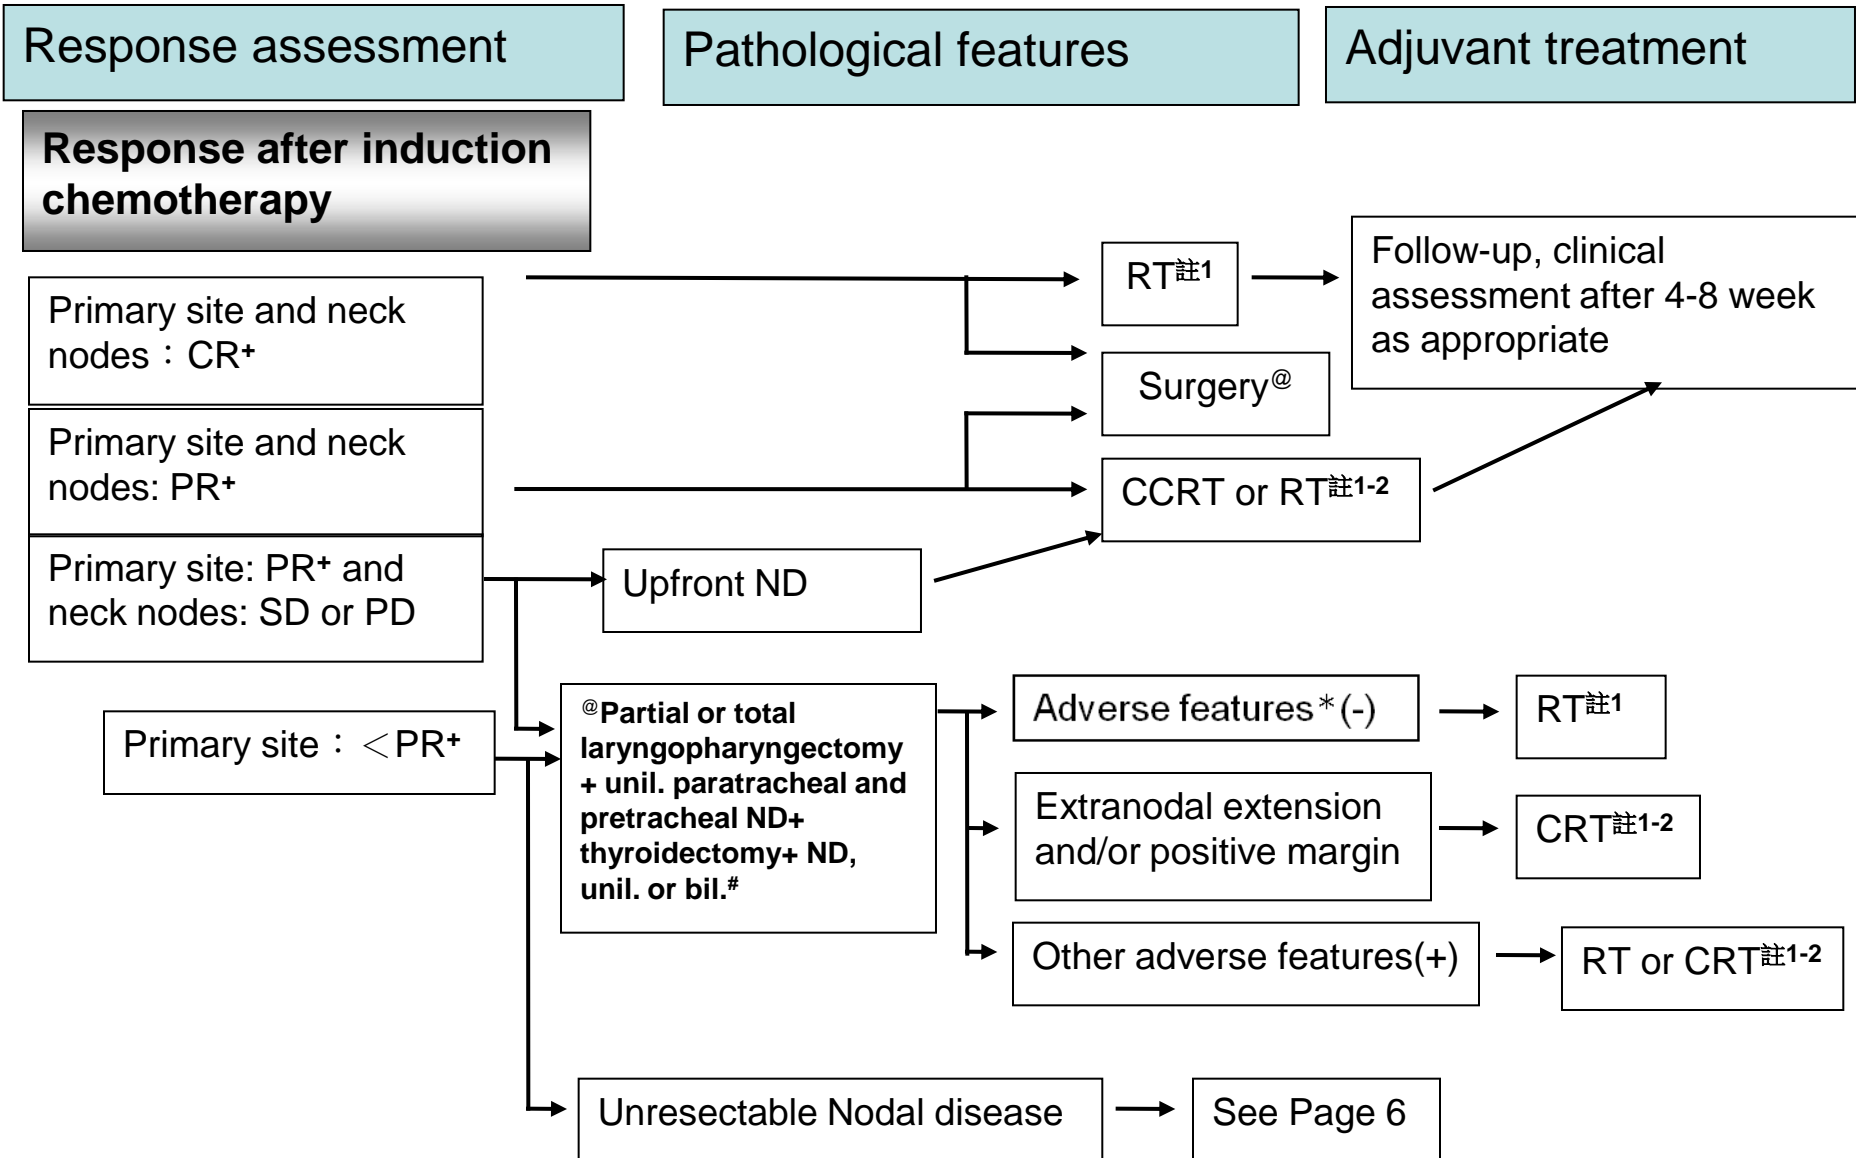 Response assessment
Pathological features
Adjuvant treatment
Response after induction
chemotherapy
Primary site and neck
nodes：CR+
RT註1
Follow-up, clinical
assessment after 4-8 week
as appropriate
Surgery@
Primary site and neck
nodes: PR+
CCRT or RT註1-2
Primary site: PR+ and
neck nodes: SD or PD
Upfront ND
Primary site：＜PR+
@Partial or total
laryngopharyngectomy
+ unil. paratracheal and
pretracheal ND+
thyroidectomy+ ND,
unil. or bil.#
Adverse features*(-)
RT註1
Extranodal extension
and/or positive margin
CRT註1-2
Other adverse features(+)
RT or CRT註1-2
Unresectable Nodal disease
See Page 6